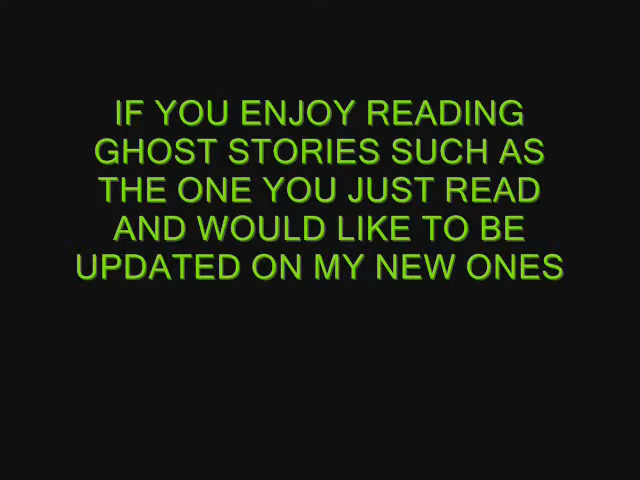 IF YOU ENJOY READING
GHOST STORIES SUCH AS
THE ONE YOU JUST READ
AND WOULD LIKE TO BE
UPDATED ON MY NEW ONES